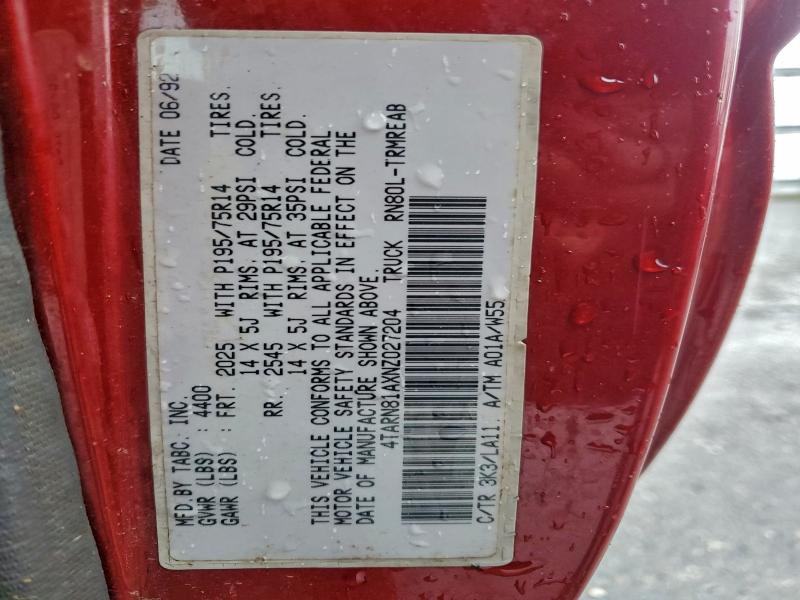 MFD.BY TABC. INC. DATE 06/92
GVWR (LBS) : 4400
GAWR (LBS) : FRT. 2025 WITH P195/75R14 TIRES.
14 X 5J RIMS. AT 29PSI COLD.
RR. 2545 WITH P195/75R14 TIRES.
14 X 5J RIMS. AT 35PSI COLD.
THIS VEHICLE CONFORMS TO ALL APPLICABLE FEDERAL
MOTOR VEHICLE SAFETY STANDARDS IN EFFECT ON THE
DATE OF MANUFACTURE SHOWN ABOVE.
4TARN81AXNZ027204 TRUCK RN80L-TRMREAB
C/TR 3K3/LA11. A/TM A01A/W55